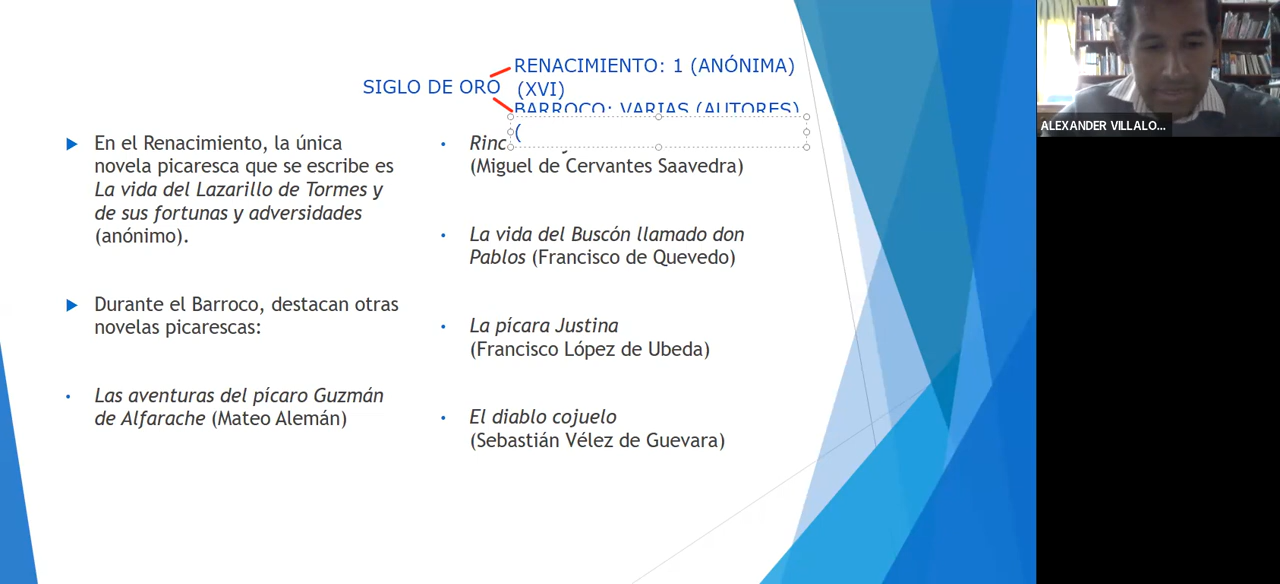 SIGLO DE ORO
RENACIMIENTO: 1 (ANÓNIMA)
(XVI)
BARROCO: VARIAS (AUTORES)
(
En el Renacimiento, la única
novela picaresca que se escribe es
La vida del Lazarillo de Tormes y
de sus fortunas y adversidades
(anónimo).
Durante el Barroco, destacan otras
novelas picarescas:
Las aventuras del pícaro Guzmán
de Alfarache (Mateo Alemán)
(Miguel de Cervantes Saavedra)
La vida del Buscón llamado don
Pablos (Francisco de Quevedo)
La pícara Justina
(Francisco López de Ubeda)
El diablo cojuelo
(Sebastián Vélez de Guevara)
ALEXANDER VILLALO...